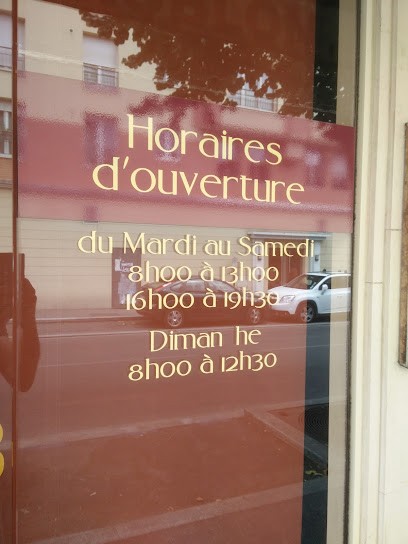 Horaires
d'ouverture
du Mardi au Samedi
8h00 à 13h00
16h00 à 19h30
Diman he
8h00 à 12h30